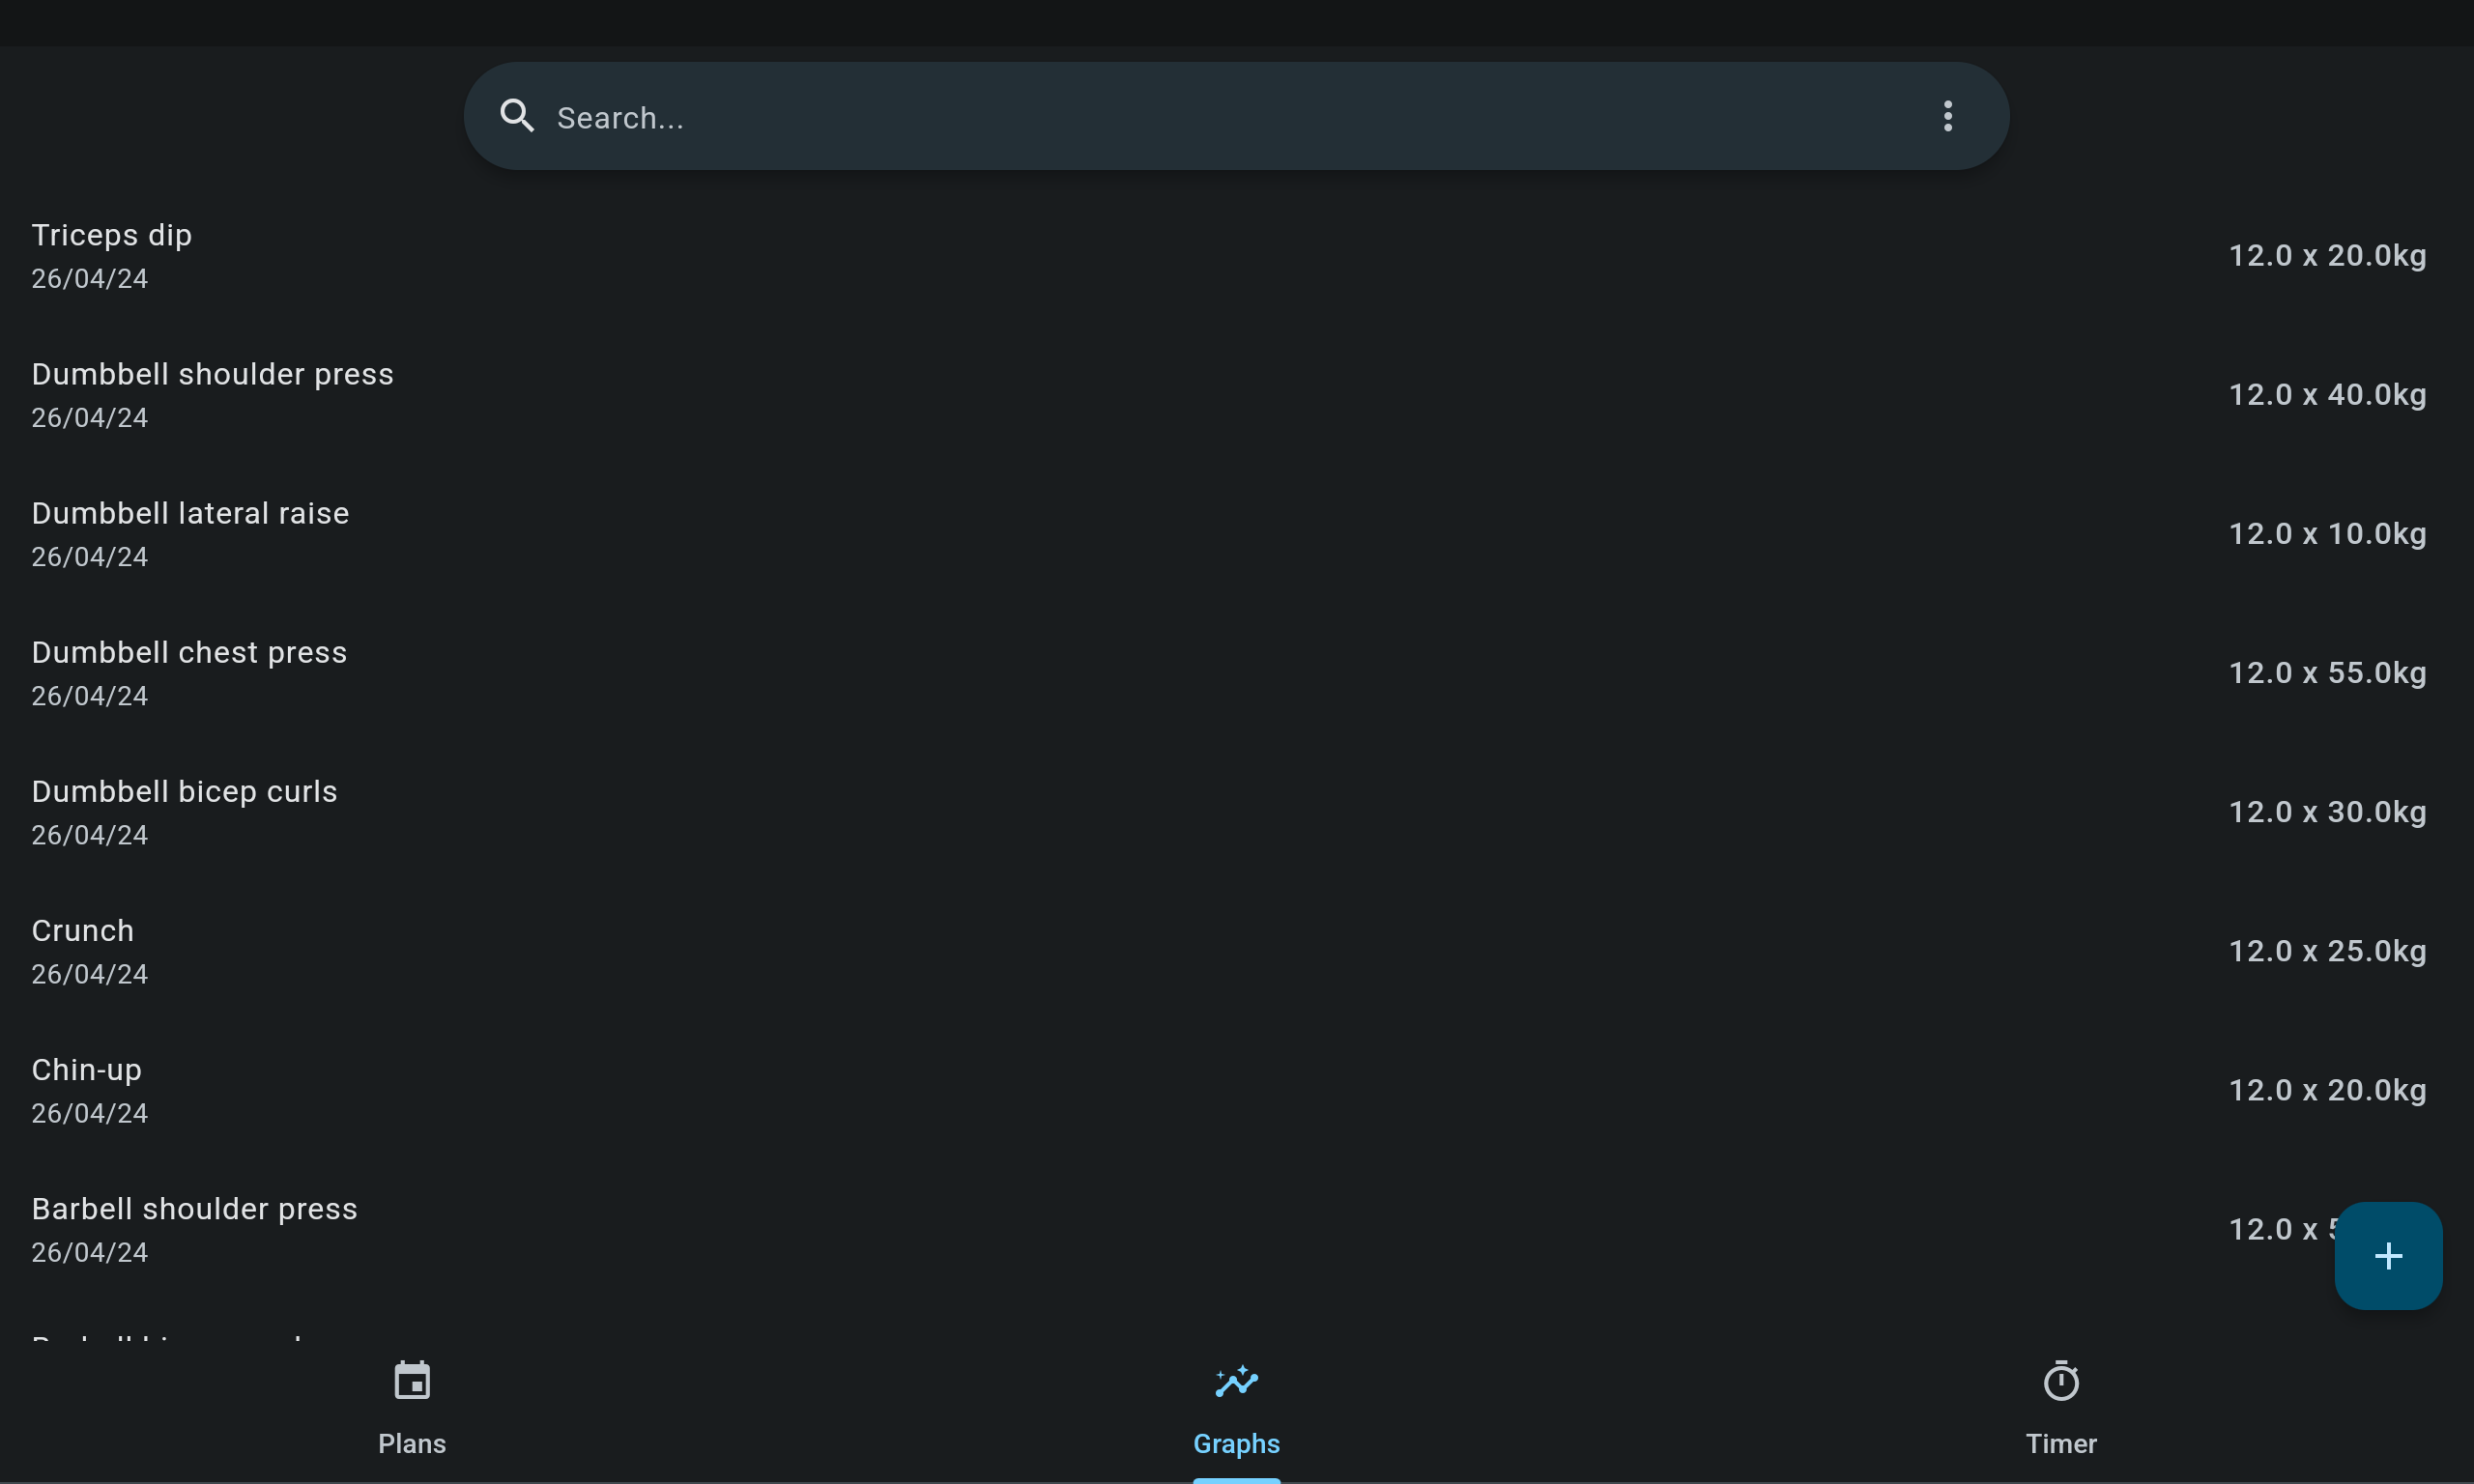 Search...
Triceps dip
26/04/24
12.0 x 20.0kg
Dumbbell shoulder press
26/04/24
12.0 x 40.0kg
Dumbbell lateral raise
26/04/24
12.0 x 10.0kg
Dumbbell chest press
26/04/24
12.0 x 55.0kg
Dumbbell bicep curls
26/04/24
12.0 x 30.0kg
Crunch
26/04/24
12.0 x 25.0kg
Chin-up
26/04/24
12.0 x 20.0kg
Barbell shoulder press
26/04/24
12.0 x
Plans
Graphs
Timer